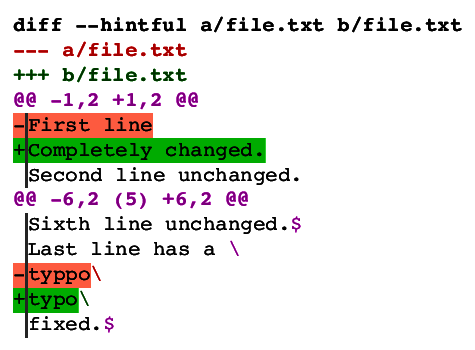 diff --hintful a/file.txt b/file.txt
--- a/file.txt
+++ b/file.txt
@@ -1,2 +1,2 @@
-First line
+Completely changed.
 Second line unchanged.
@@ -6,2 (5) +6,2 @@
 Sixth line unchanged.$
 Last line has a \
-typpo\
+typo\
 fixed.$